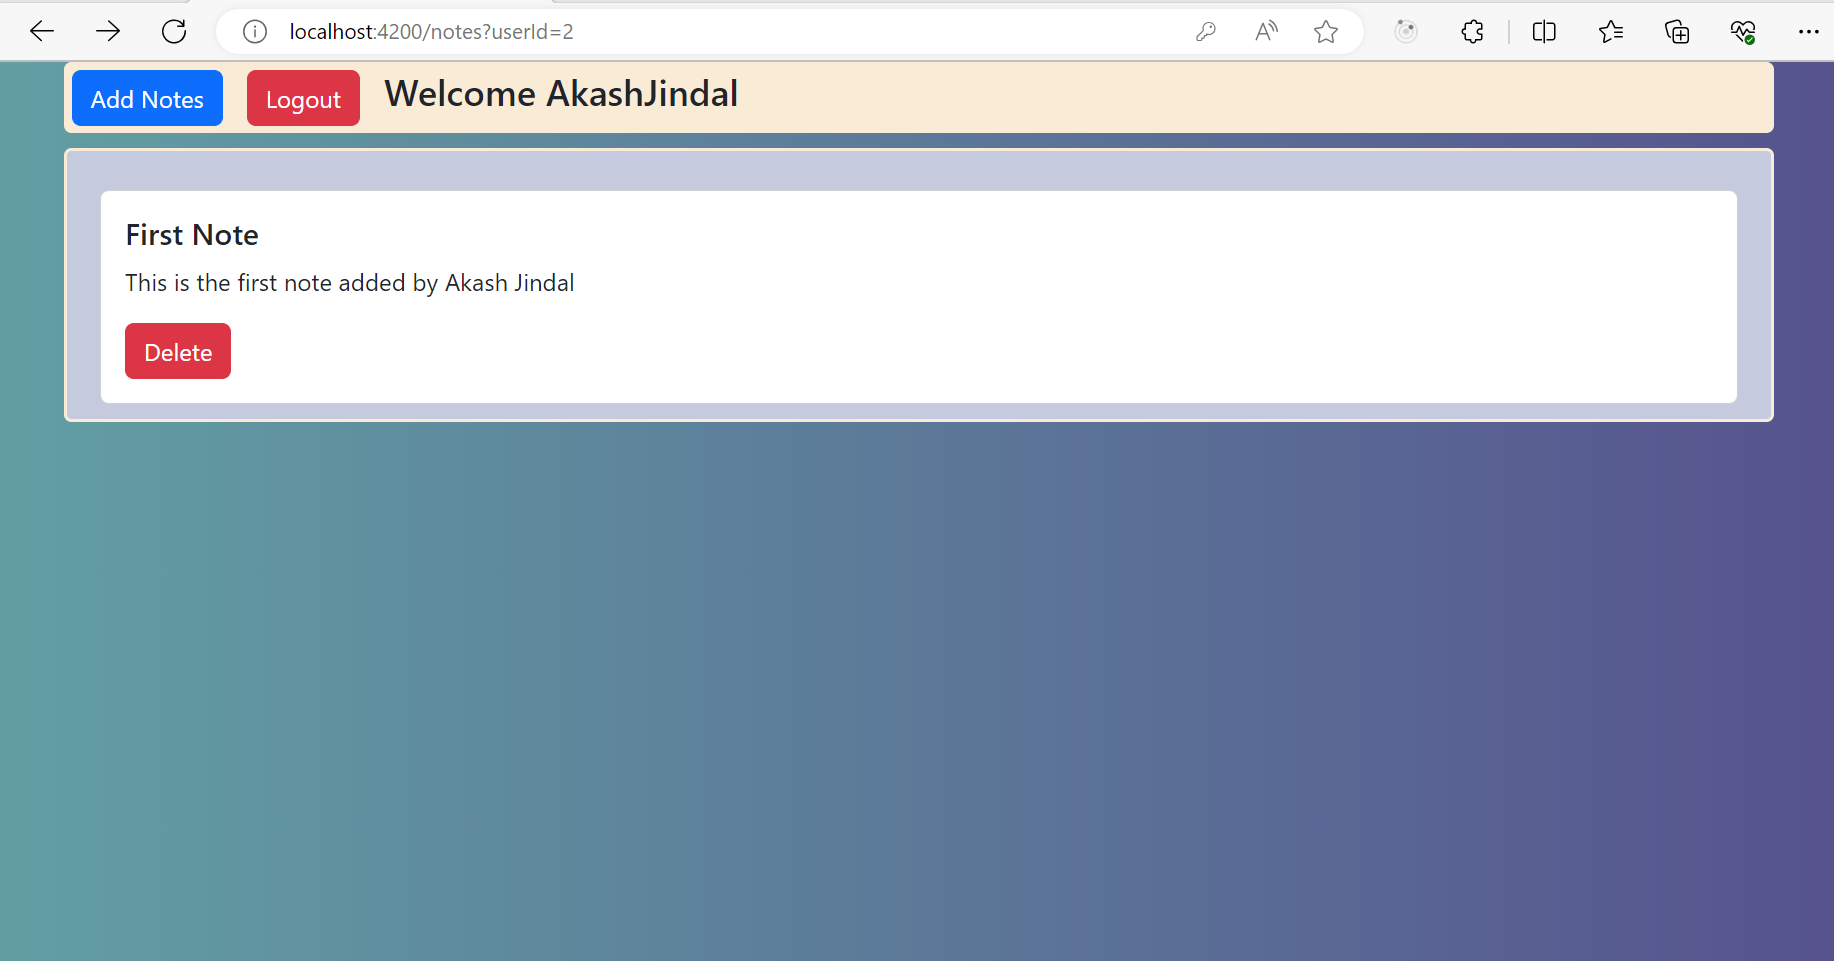 localhost:4200/notes?userId=2
Add Notes Logout Welcome AkashJindal
First Note
This is the first note added by Akash Jindal
Delete